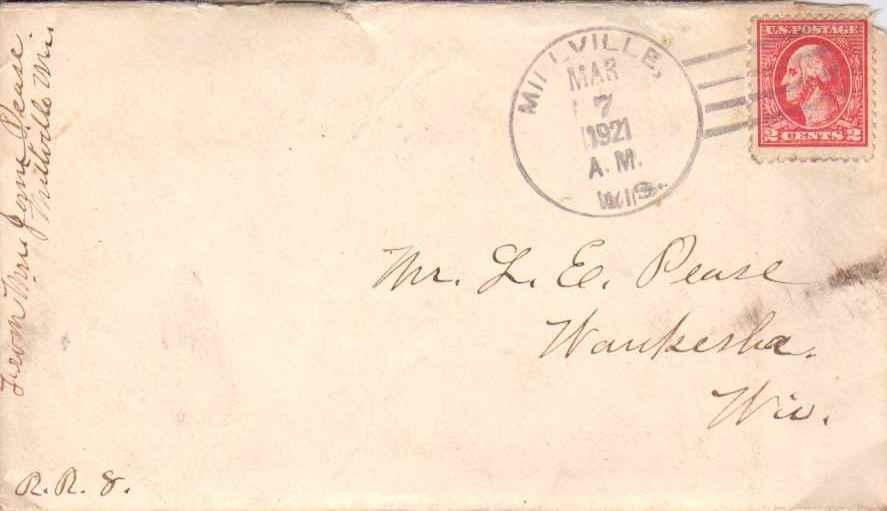 From Mrs. Jennie Pease
Millville Wis.
MILLVILLE,
MAR
7
1921
A.M.
WIS.
U.S. POSTAGE
2 CENTS 2
Mr. L. E. Pease
Waukesha.
Wis.
R.R. 8.